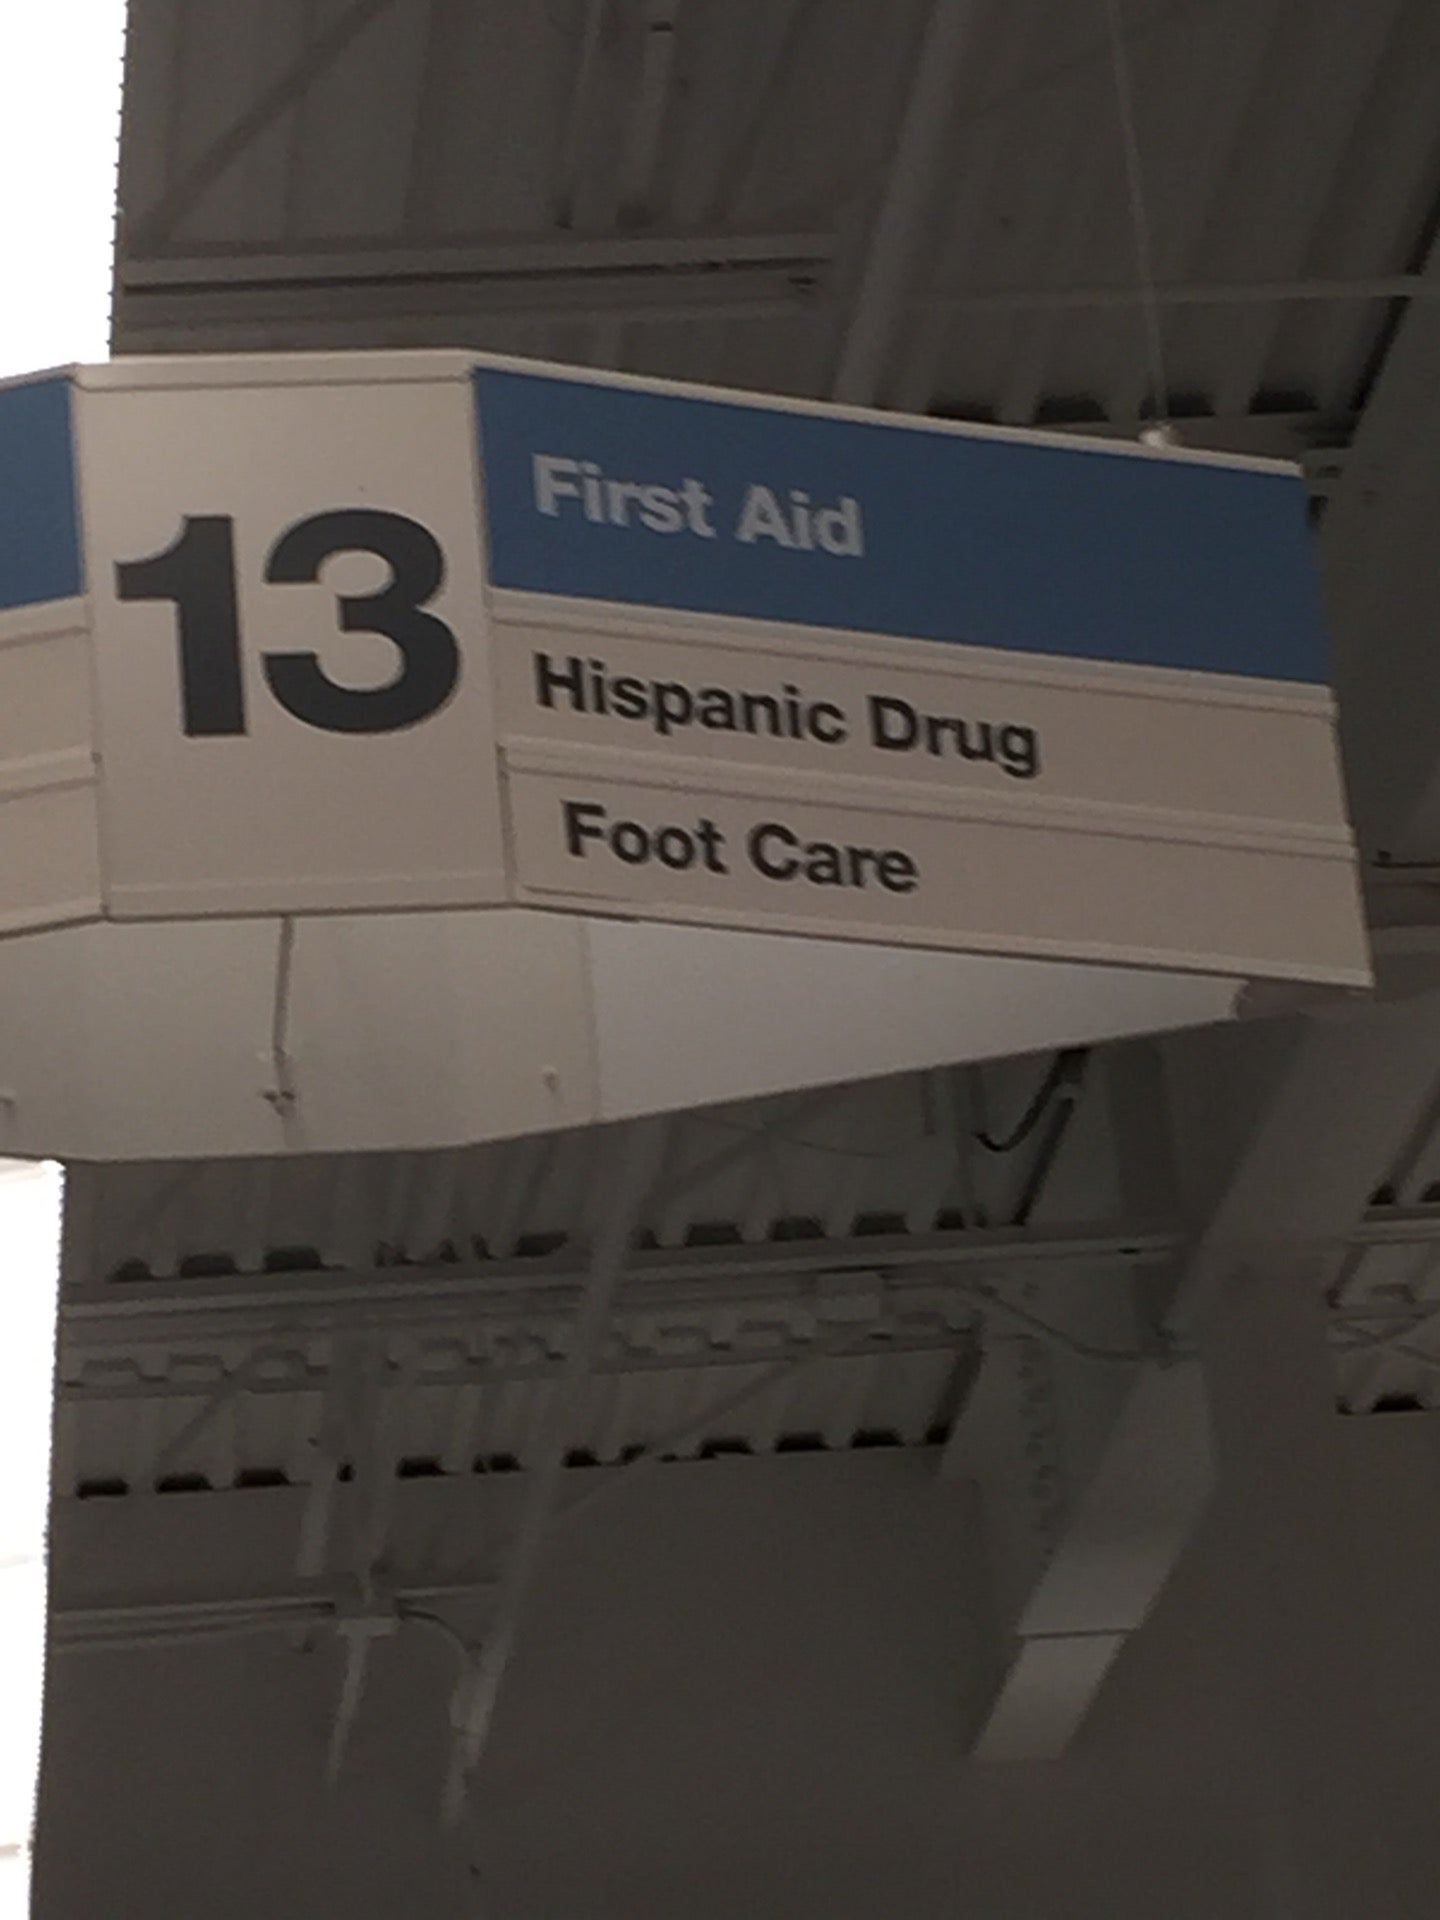 13
First Aid
Hispanic Drug
Foot Care